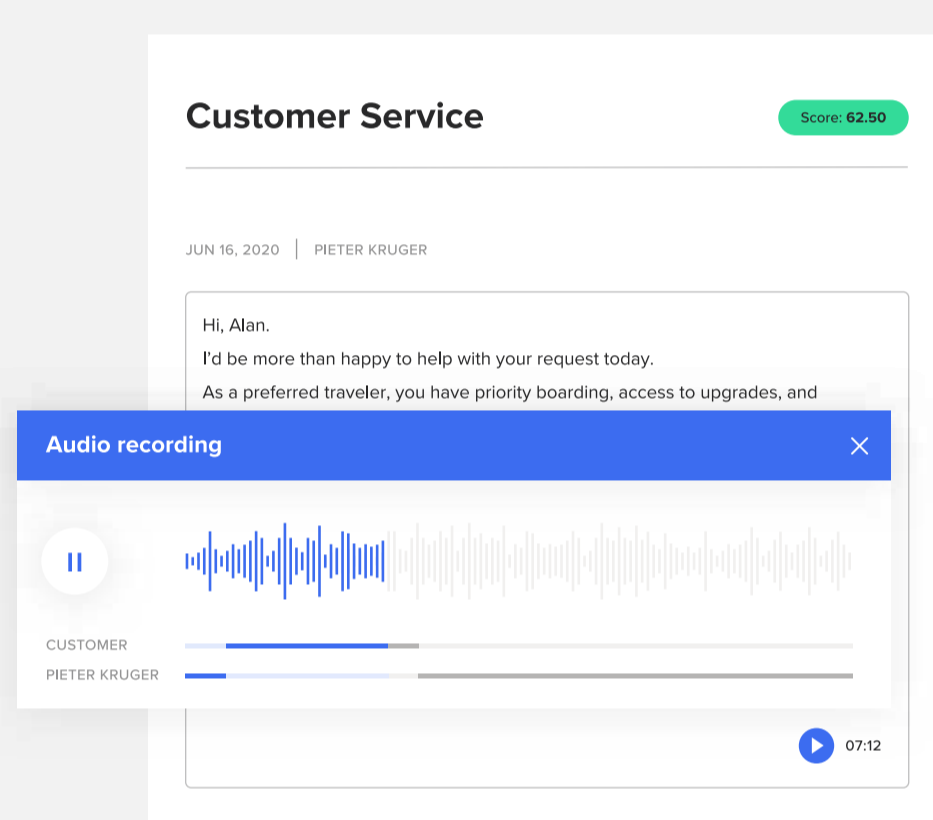 Customer Service
Score: 62.50
JUN 16, 2020 | PIETER KRUGER
Hi, Alan.
I'd be more than happy to help with your request today.
As a preferred traveler, you have priority boarding, access to upgrades, and
Audio recording
CUSTOMER
PIETER KRUGER
07:12